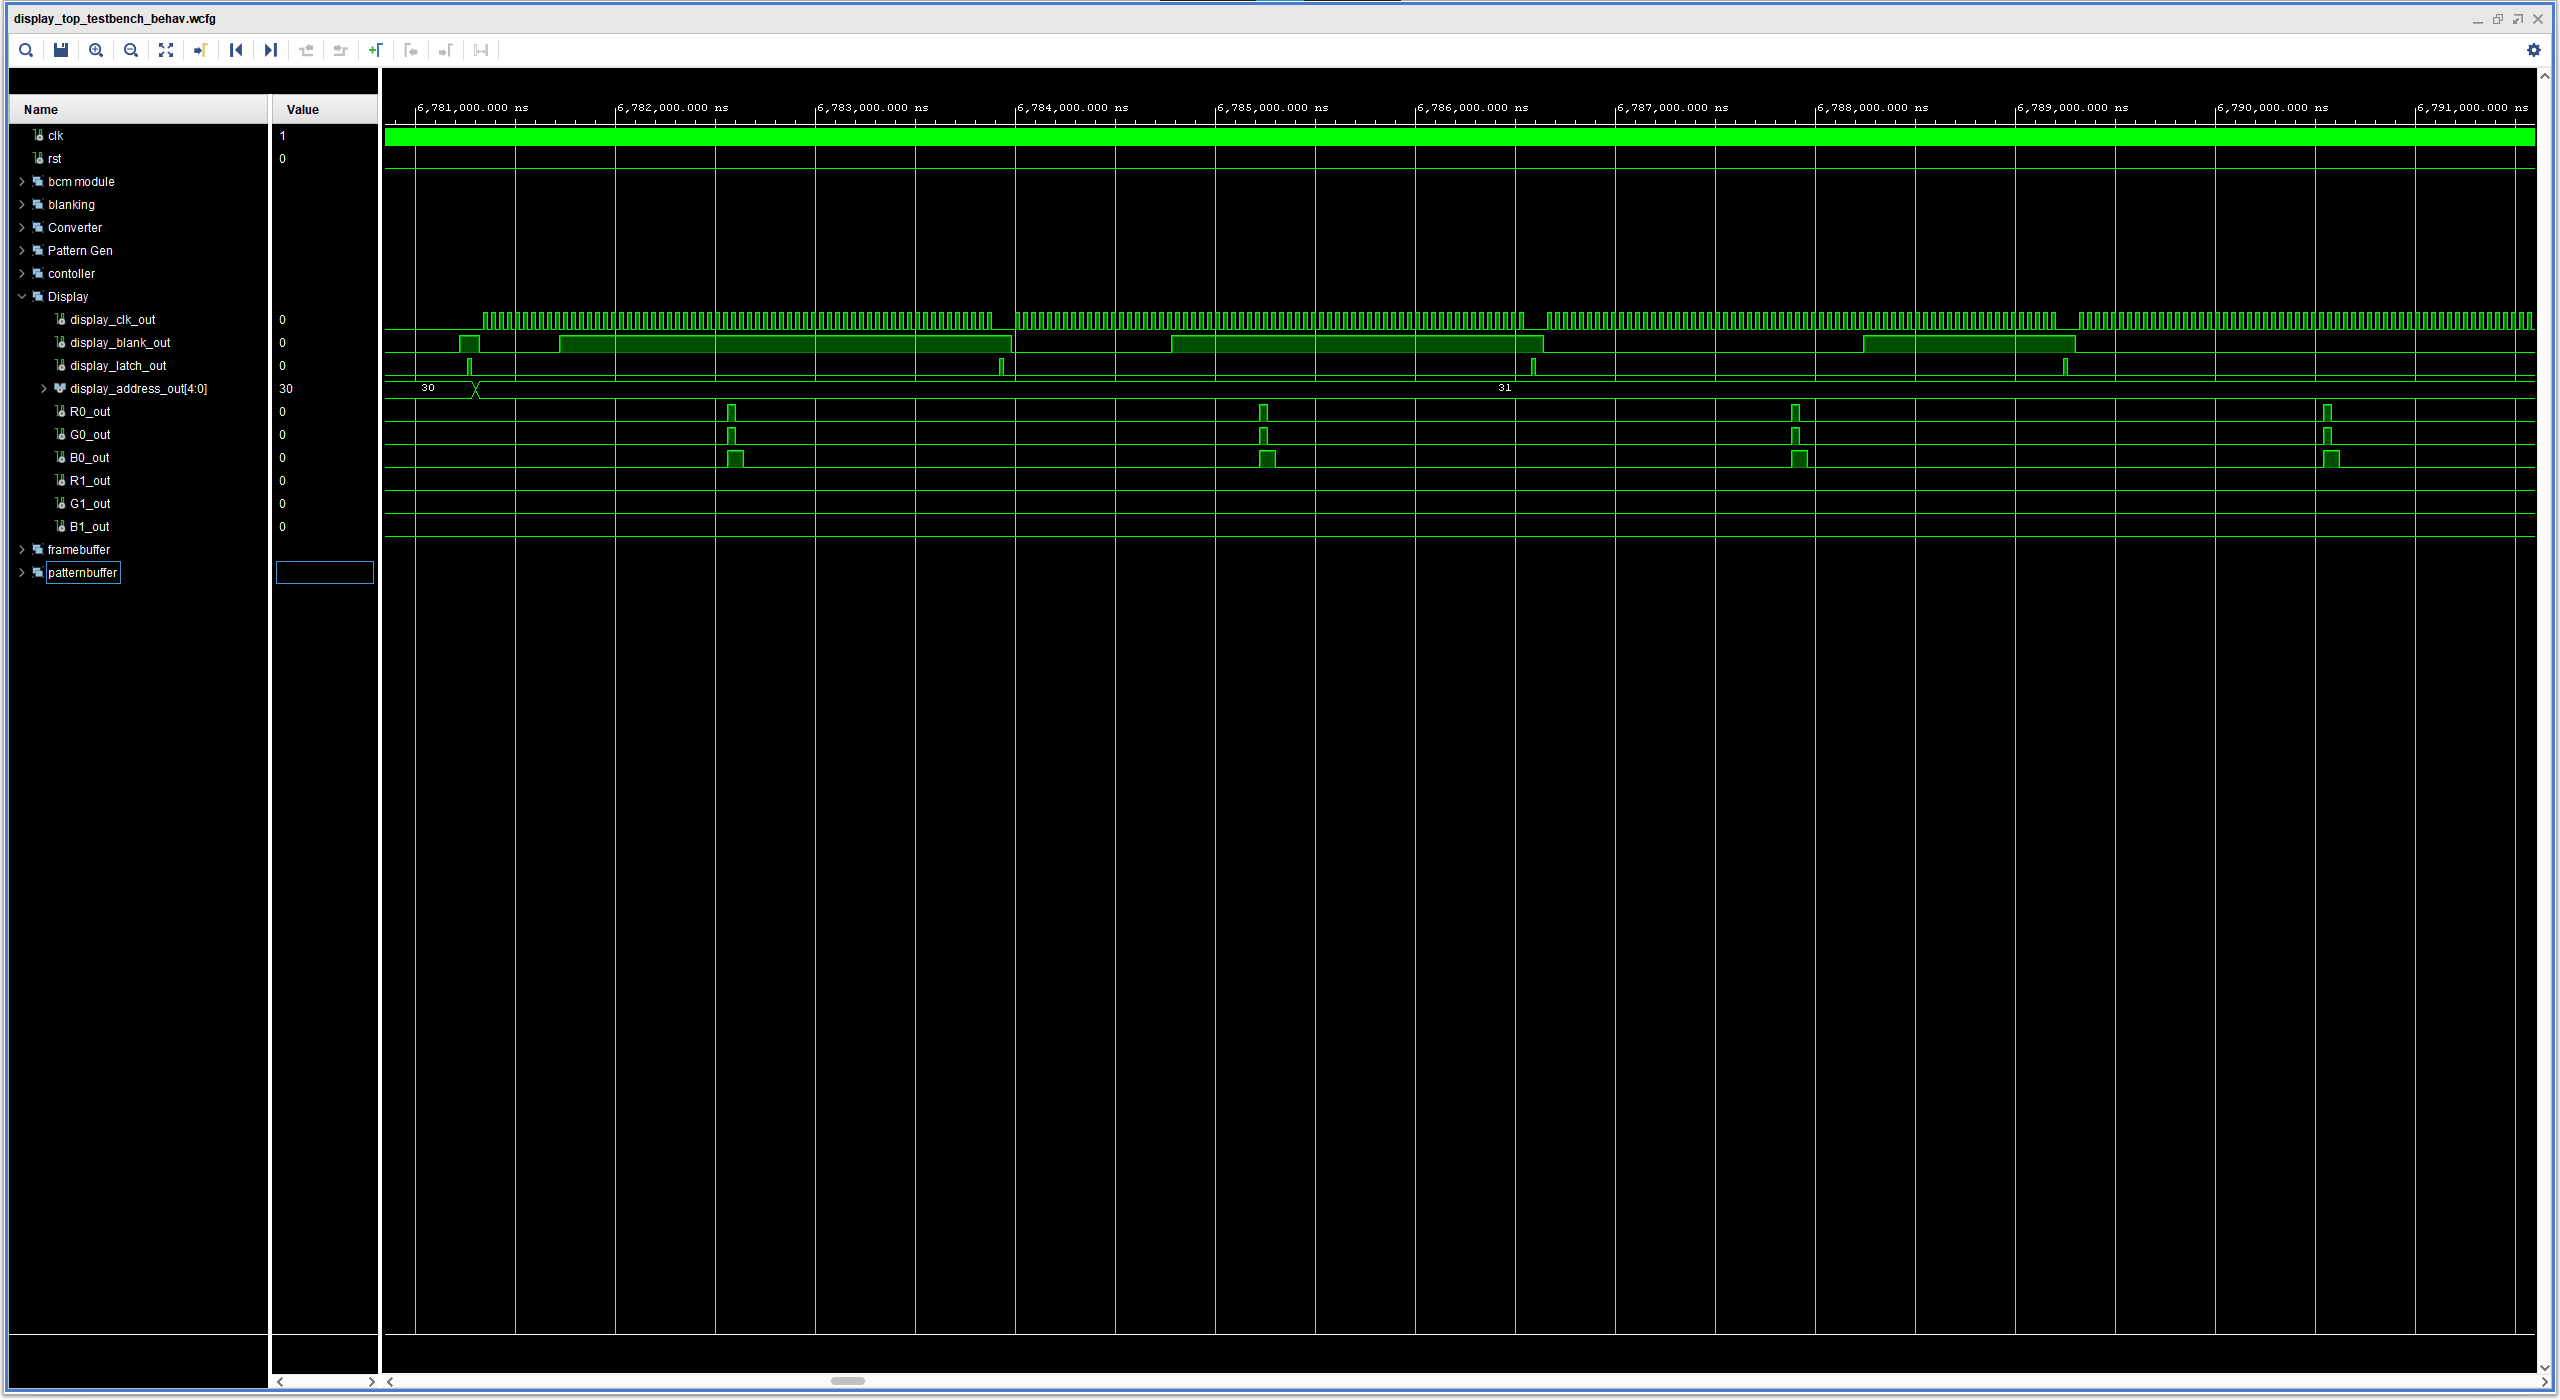 display_top_testbench_behav.wcfg
Name Value
6,781,000.000 ns 6,782,000.000 ns 6,783,000.000 ns 6,784,000.000 ns 6,785,000.000 ns 6,786,000.000 ns 6,787,000.000 ns 6,788,000.000 ns 6,789,000.000 ns 6,790,000.000 ns 6,791,000.000 ns
clk 1
rst 0
bcm module
blanking
Converter
Pattern Gen
contoller
Display
display_clk_out 0
display_blank_out 0
display_latch_out 0
display_address_out[4:0] 30 30 31
R0_out 0
G0_out 0
B0_out 0
R1_out 0
G1_out 0
B1_out 0
framebuffer
patternbuffer